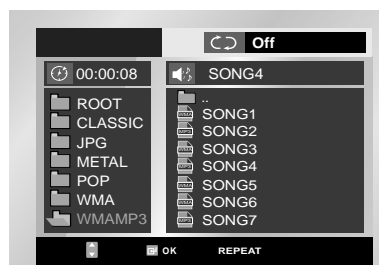 Off
00:00:08
SONG4
ROOT
CLASSIC
JPG
METAL
POP
WMA
WMAMP3
..
SONG1
SONG2
SONG3
SONG4
SONG5
SONG6
SONG7
OK REPEAT